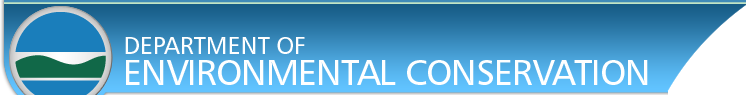 DEPARTMENT OF
ENVIRONMENTAL CONSERVATION